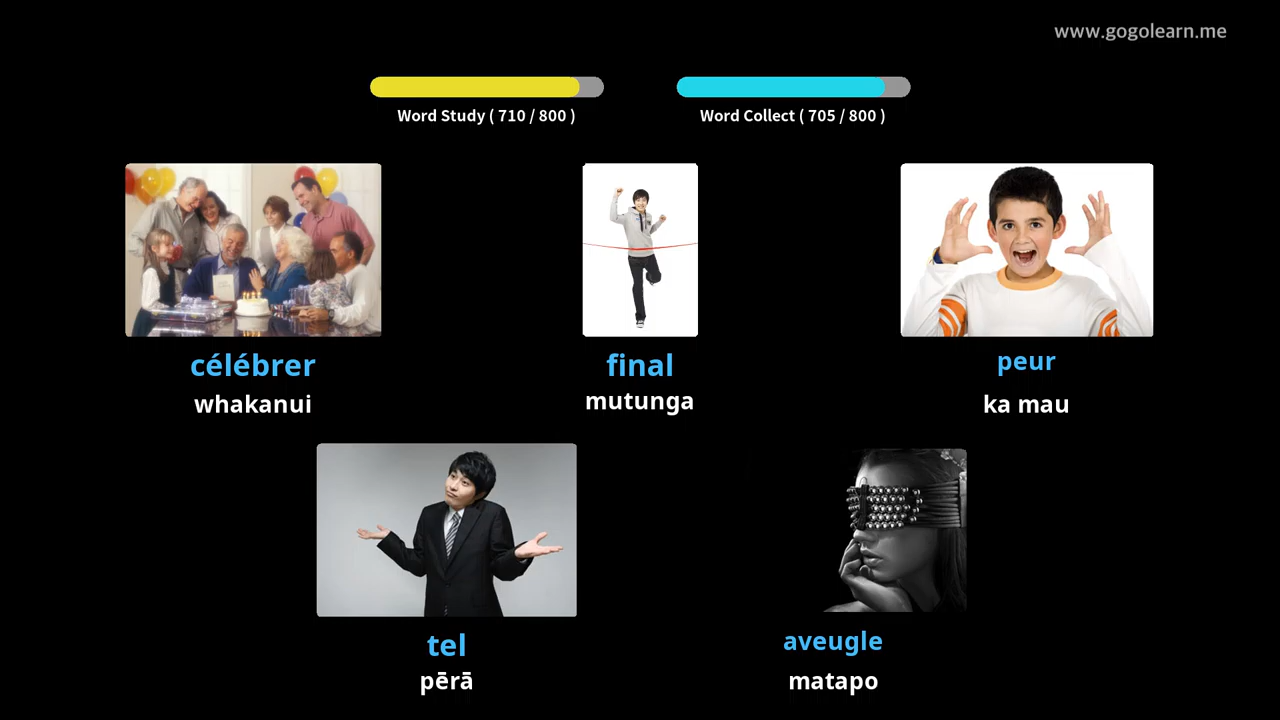 www.gogolearn.me
Word Study ( 710 / 800 )
Word Collect ( 705 / 800 )
célébrer
whakanui
final
mutunga
peur
ka mau
tel
pērā
aveugle
matapo